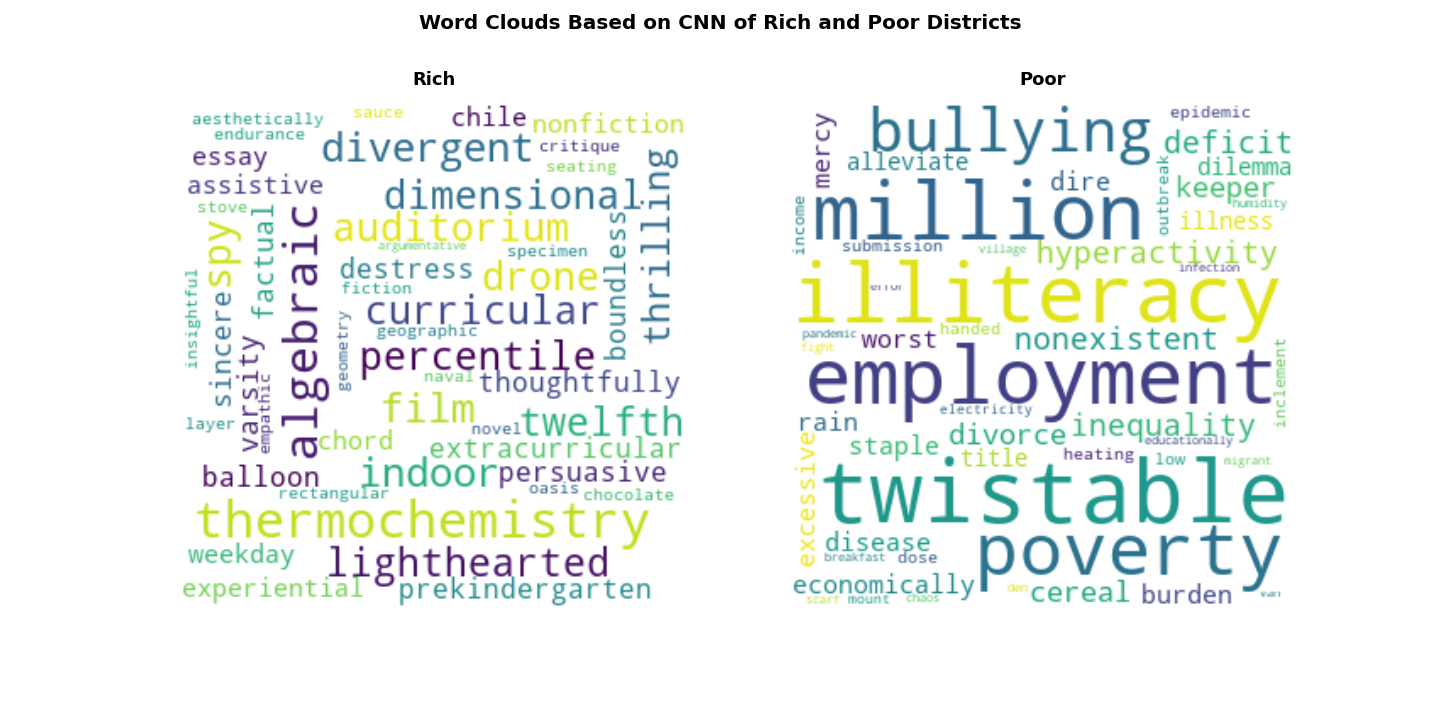 Word Clouds Based on CNN of Rich and Poor Districts
Rich
aesthetically
sauce
chile
nonfiction
endurance
divergent
critique
essay
seating
assistive
dimensional
thrilling
stove
spy
factual
algebraic
auditorium
boundless
argumentative
specimen
destress
drone
fiction
insightful
sincere
curricular
geographic
geometry
varsity
percentile
empathic
naval
thoughtfully
film
layer
novel
twelfth
chord
extracurricular
balloon
indoor
persuasive
rectangular
oasis
chocolate
thermochemistry
weekday
lighthearted
experiential
prekindergarten
Poor
mercy
bullying
epidemic
deficit
alleviate
outbreak
dilemma
dire
keeper
million
humidity
income
illness
submission
village
hyperactivity
infection
illiteracy
error
pandemic
handed
fight
worst
nonexistent
employment
inclement
electricity
rain
divorce
inequality
educationally
excessive
staple
title
heating
low
migrant
twistable
poverty
disease
breakfast
dose
economically
den
cereal
burden
scarf
mount
chaos